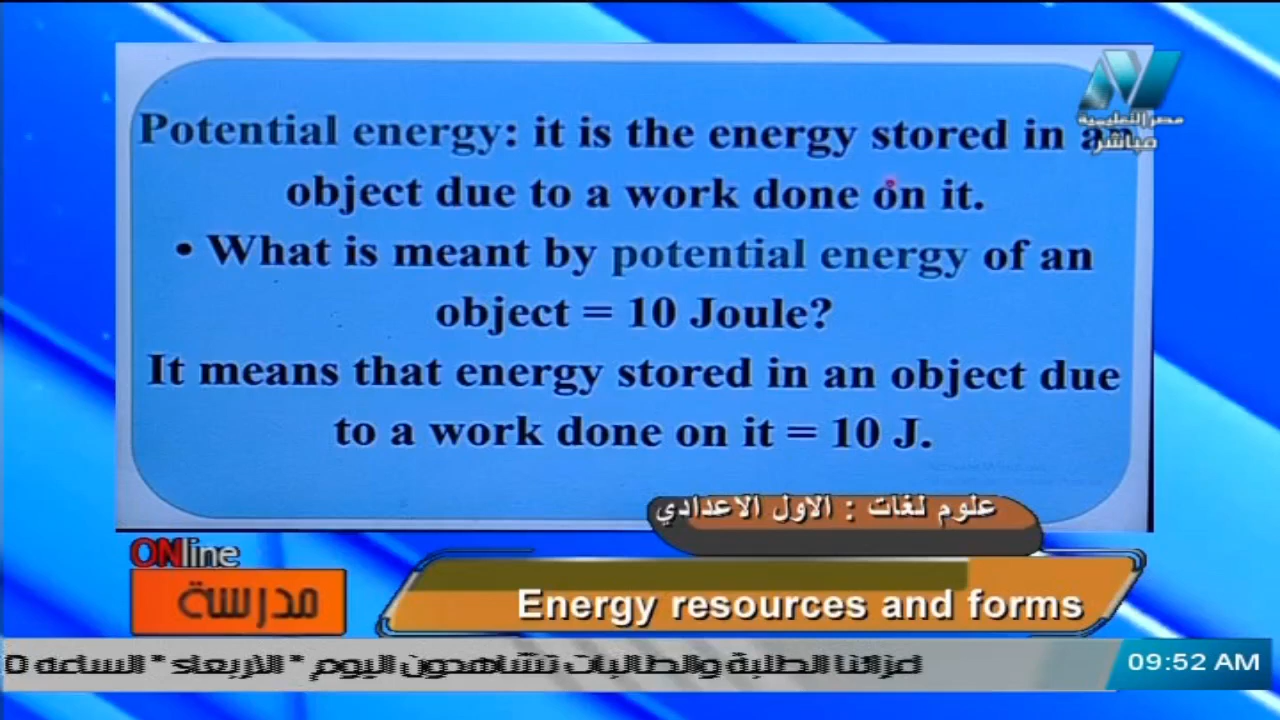 Potential energy: it is the energy stored in an
object due to a work done on it.
• What is meant by potential energy of an
object = 10 Joule?
It means that energy stored in an object due
to a work done on it = 10 J.
مصر التعليمية
مباشر
علوم لغات : الاول الاعدادي
ONline
مدرسة
Energy resources and forms
اعزائنا الطلبة والطالبات تشاهدون اليوم " الاربعاء " الساعه
09:52 AM